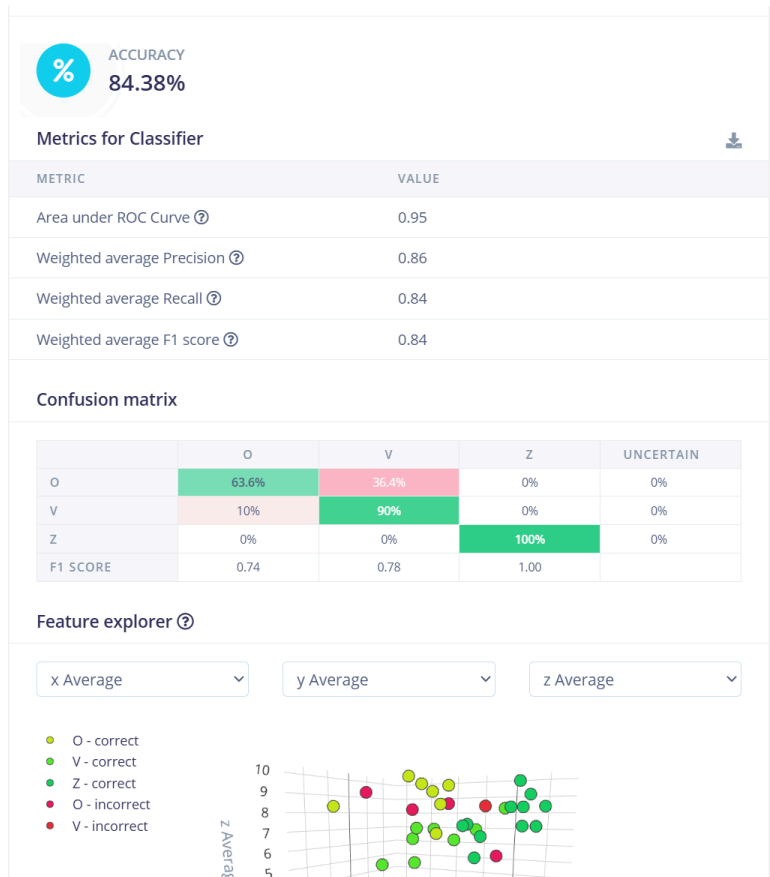 %
ACCURACY
84.38%
Metrics for Classifier
METRIC VALUE
Area under ROC Curve ? 0.95
Weighted average Precision ? 0.86
Weighted average Recall ? 0.84
Weighted average F1 score ? 0.84
Confusion matrix
O V Z UNCERTAIN
O 63.6% 36.4% 0% 0%
V 10% 90% 0% 0%
Z 0% 0% 100% 0%
F1 SCORE 0.74 0.78 1.00
Feature explorer ?
x Average y Average z Average
O - correct
V - correct
Z - correct
O - incorrect
V - incorrect
10
9
8
7
6
5
z Averag